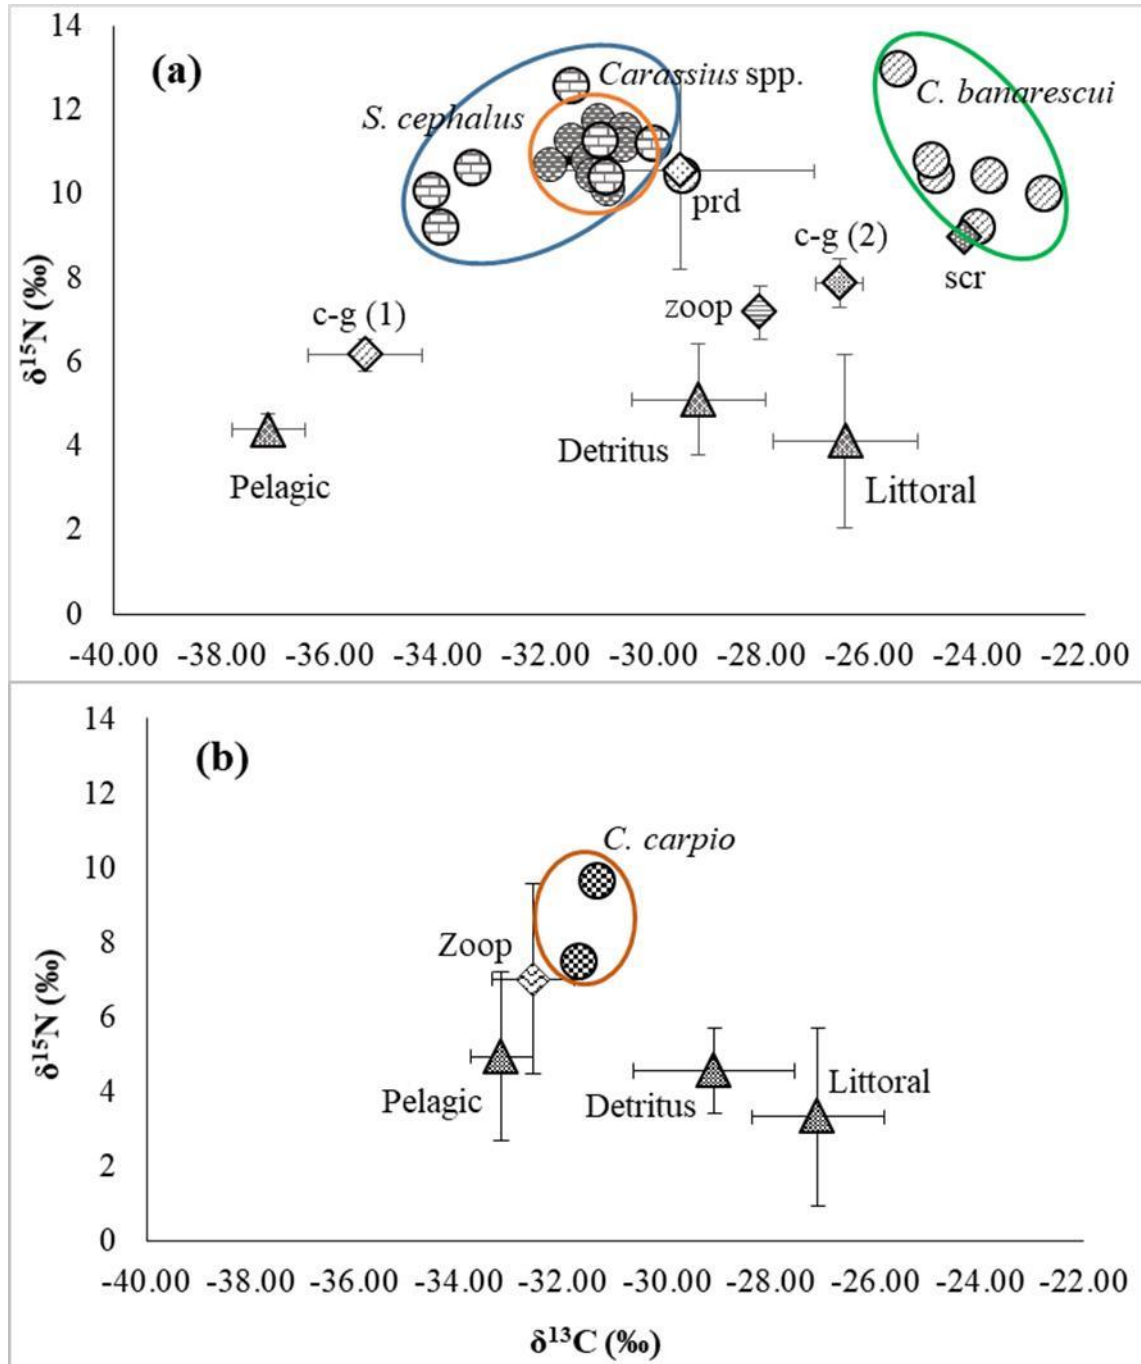 14
(a)
Carassius spp.
S. cephalus
C. banarescui
12
10
prd
c-g (2)
scr
8
zoop
c-g (1)
6
Detritus
4
Pelagic
Littoral
2
0
δ¹⁵N (‰)
-40.00 -38.00 -36.00 -34.00 -32.00 -30.00 -28.00 -26.00 -24.00 -22.00
14
(b)
12
10
C. carpio
8
Zoop
6
Pelagic
Detritus
Littoral
4
2
0
δ¹⁵N (‰)
-40.00 -38.00 -36.00 -34.00 -32.00 -30.00 -28.00 -26.00 -24.00 -22.00
δ¹³C (‰)